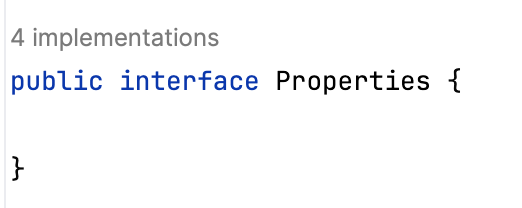 4 implementations
public interface Properties {
}